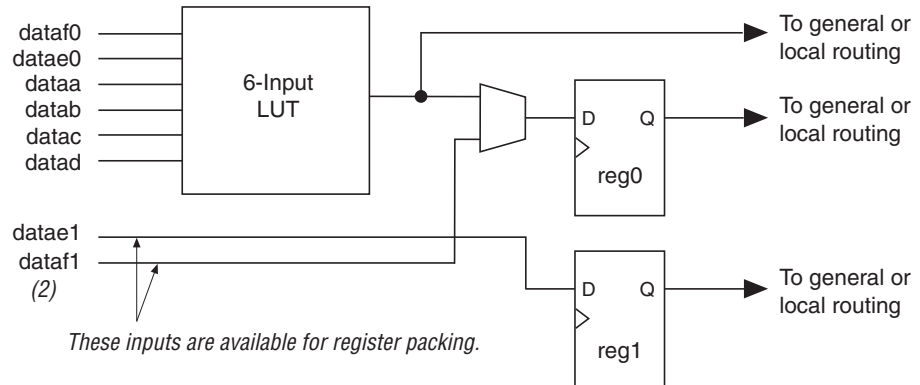 dataf0
datae0
dataa
datab
datac
datad
6-Input
LUT
To general or
local routing
D Q
reg0
To general or
local routing
datae1
dataf1
(2)
D Q
reg1
To general or
local routing
These inputs are available for register packing.